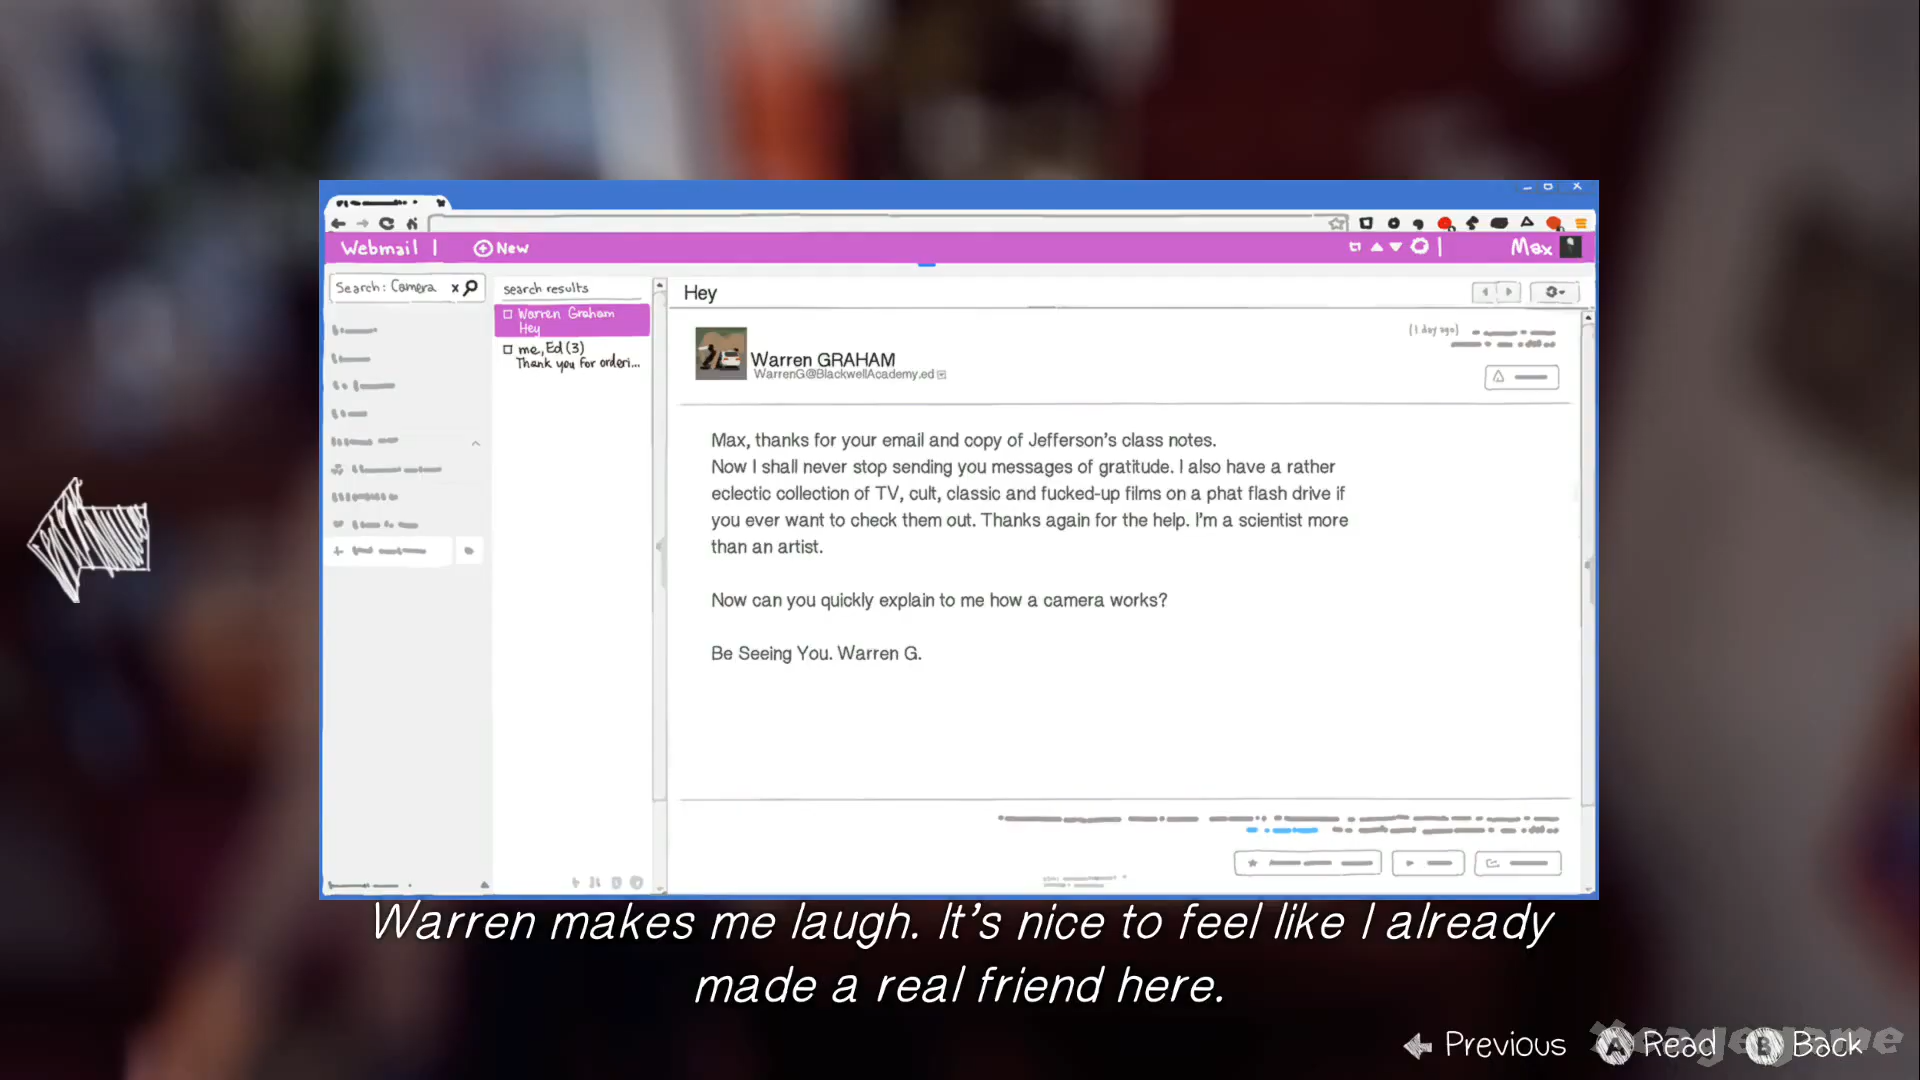 Webmail | New
Max
Search: Camera x
search results
Warren Graham
Hey
me, Ed (3)
Thank you for orderi...
Hey
(1 day ago)
Warren GRAHAM
WarrenG@BlackwellAcademy.ed
Max, thanks for your email and copy of Jefferson's class notes.
Now I shall never stop sending you messages of gratitude. I also have a rather
eclectic collection of TV, cult, classic and fucked-up films on a phat flash drive if
you ever want to check them out. Thanks again for the help. I'm a scientist more
than an artist.
Now can you quickly explain to me how a camera works?
Be Seeing You. Warren G.
Warren makes me laugh. It's nice to feel like I already
made a real friend here.
Previous
A Read
B Back